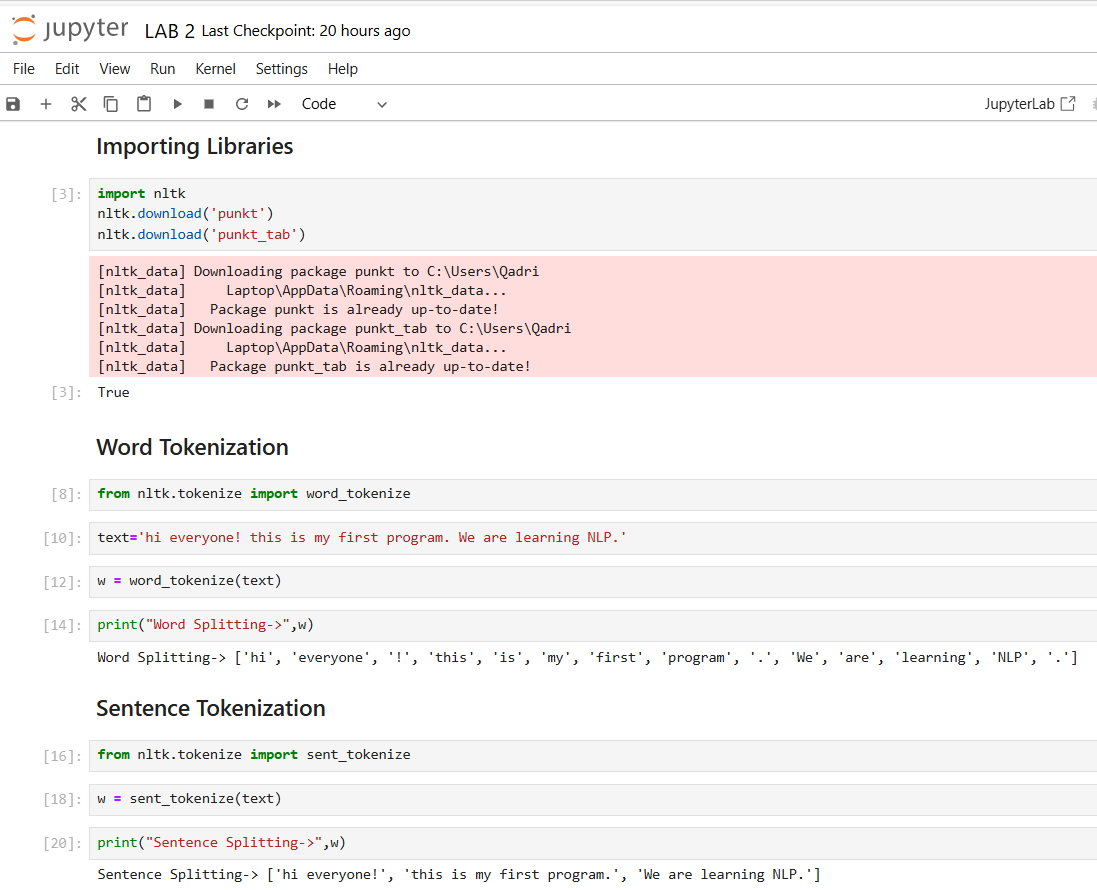 jupyter LAB 2 Last Checkpoint: 20 hours ago
File Edit View Run Kernel Settings Help
Code JupyterLab
Importing Libraries
[3]: import nltk
nltk.download('punkt')
nltk.download('punkt_tab')
[nltk_data] Downloading package punkt to C:\Users\Qadri
[nltk_data]     Laptop\AppData\Roaming\nltk_data...
[nltk_data]   Package punkt is already up-to-date!
[nltk_data] Downloading package punkt_tab to C:\Users\Qadri
[nltk_data]     Laptop\AppData\Roaming\nltk_data...
[nltk_data]   Package punkt_tab is already up-to-date!
[3]: True
Word Tokenization
[8]: from nltk.tokenize import word_tokenize
[10]: text='hi everyone! this is my first program. We are learning NLP.'
[12]: w = word_tokenize(text)
[14]: print("Word Splitting->",w)
Word Splitting-> ['hi', 'everyone', '!', 'this', 'is', 'my', 'first', 'program', '.', 'We', 'are', 'learning', 'NLP', '.']
Sentence Tokenization
[16]: from nltk.tokenize import sent_tokenize
[18]: w = sent_tokenize(text)
[20]: print("Sentence Splitting->",w)
Sentence Splitting-> ['hi everyone!', 'this is my first program.', 'We are learning NLP.']